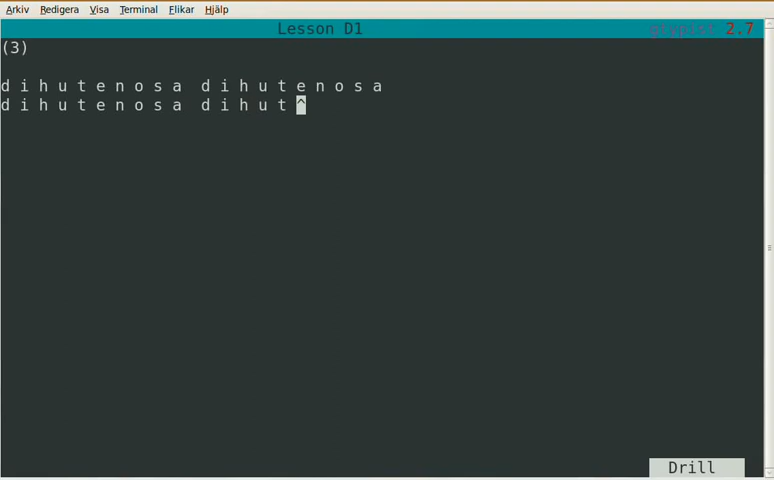 Arkiv Redigera Visa Terminal Flikar Hjälp
Lesson D1 gtypist 2.7
(3)
d i h u t e n o s a d i h u t e n o s a
d i h u t e n o s a d i h u t ^
Drill